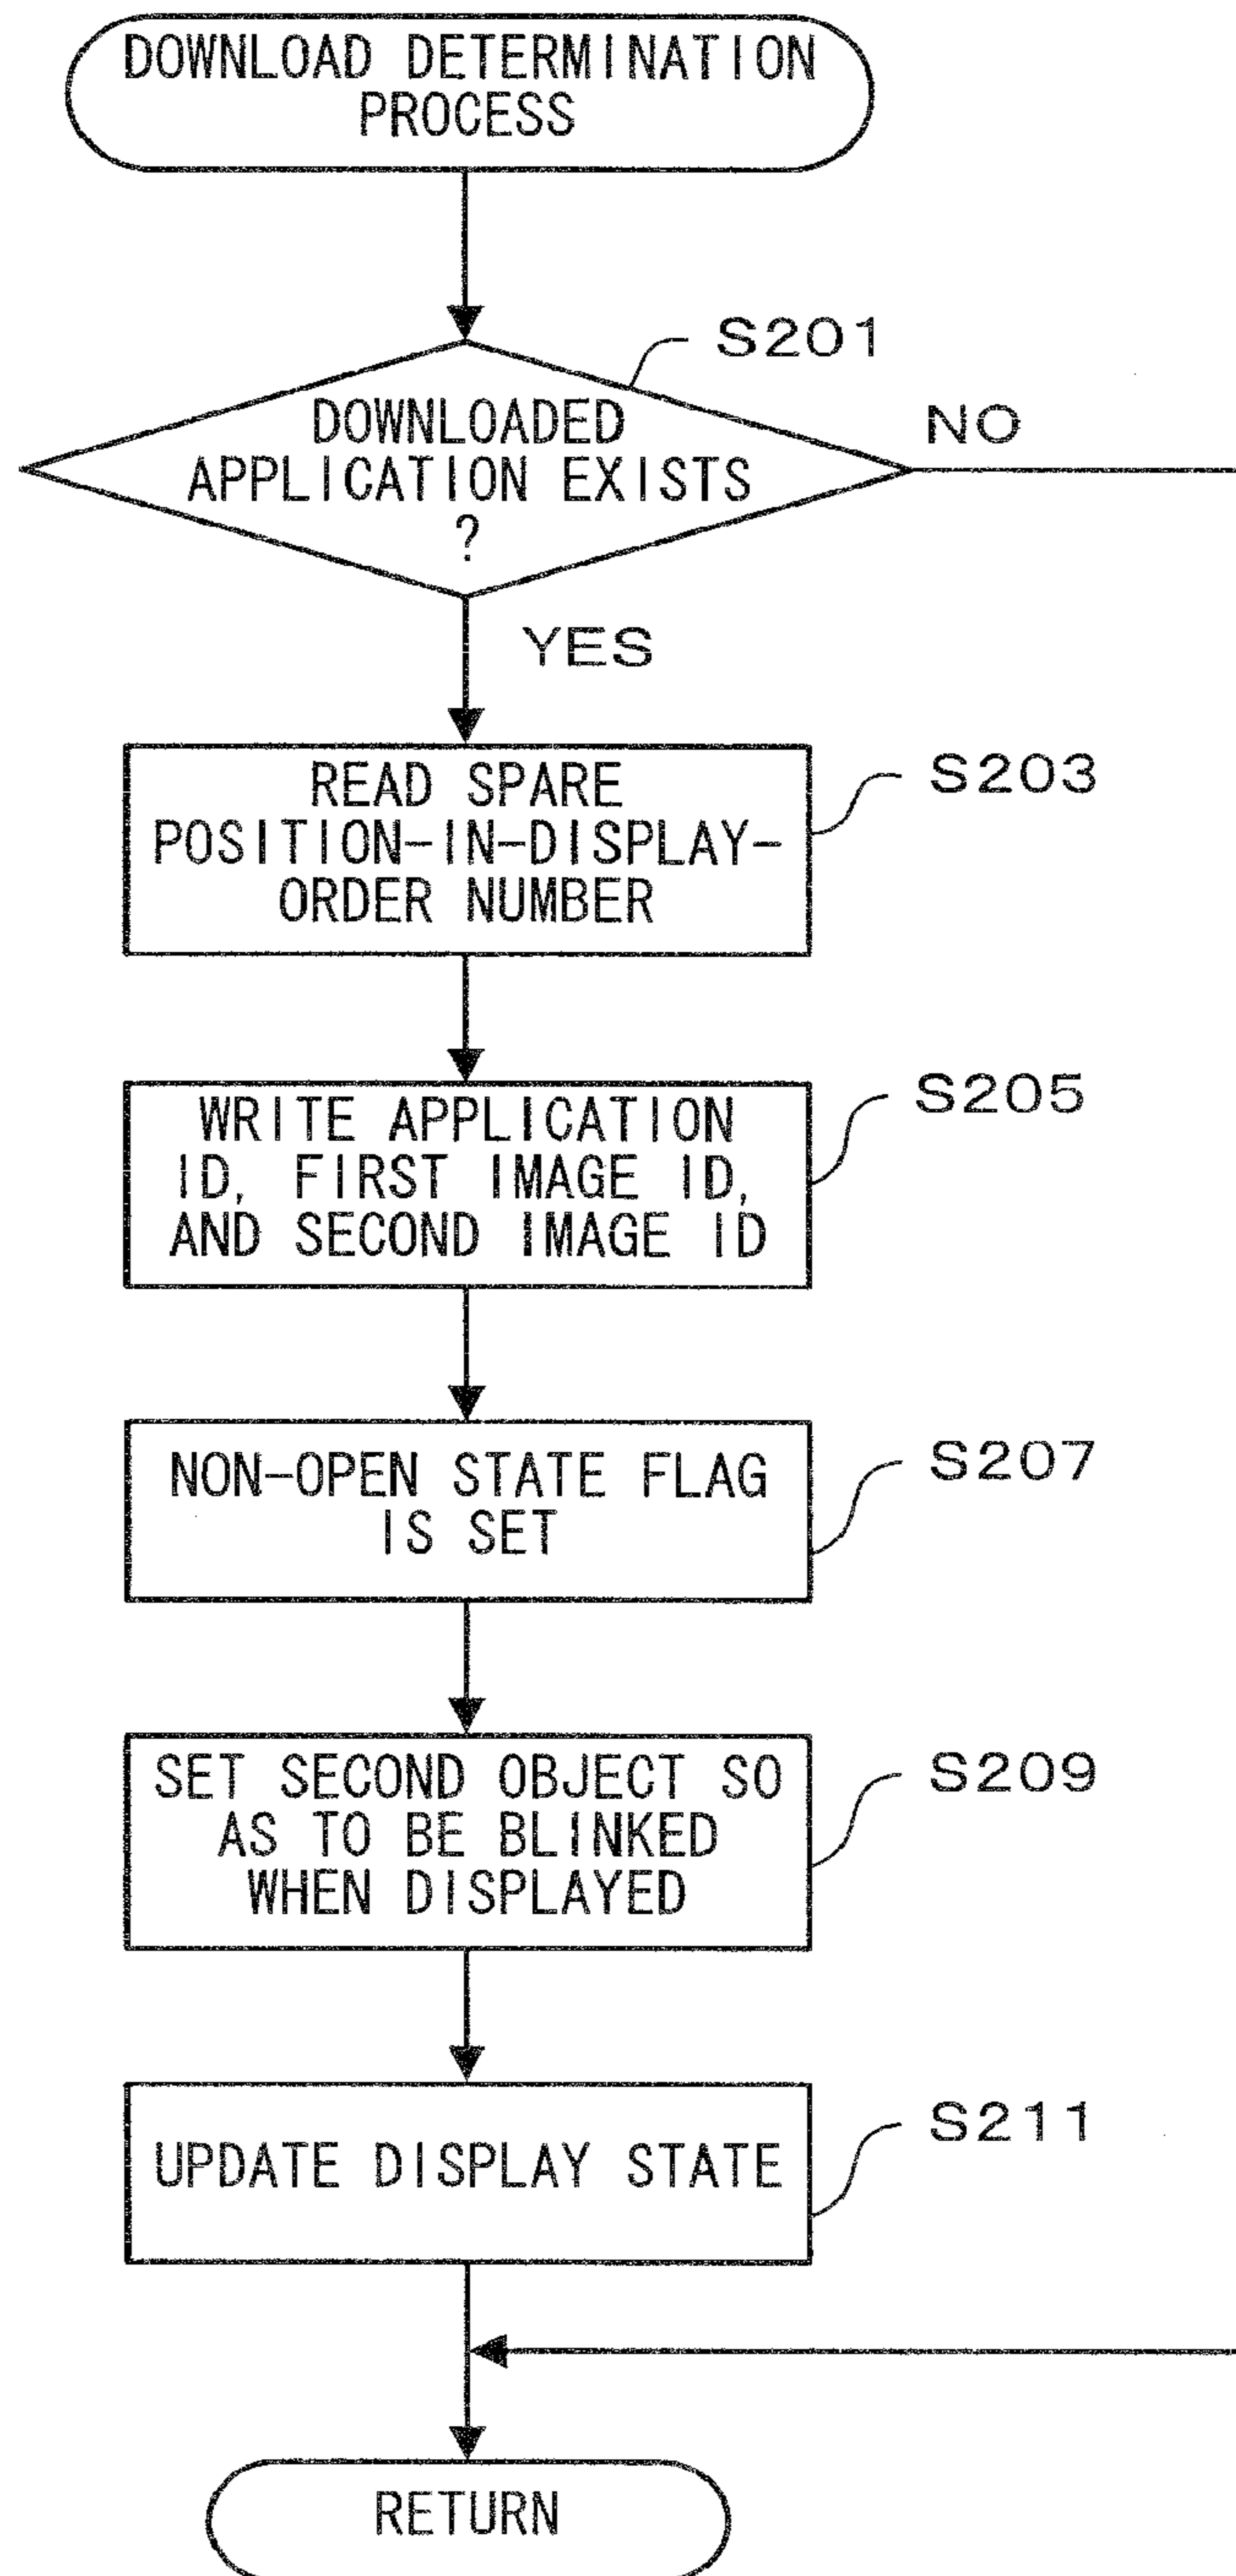 DOWNLOAD DETERMINATION
PROCESS
S201
DOWNLOADED
APPLICATION EXISTS
?
NO
YES
READ SPARE
POSITION-IN-DISPLAY-
ORDER NUMBER
S203
WRITE APPLICATION
ID, FIRST IMAGE ID,
AND SECOND IMAGE ID
S205
NON-OPEN STATE FLAG
IS SET
S207
SET SECOND OBJECT SO
AS TO BE BLINKED
WHEN DISPLAYED
S209
UPDATE DISPLAY STATE
S211
RETURN